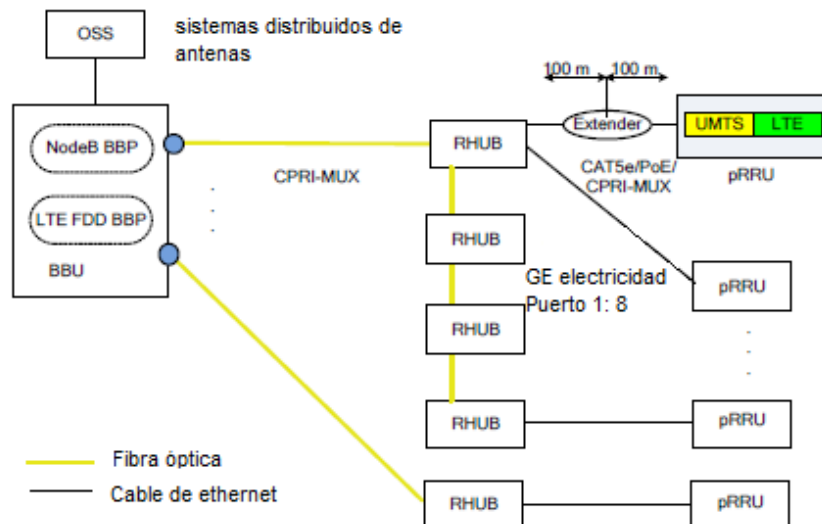 OSS
sistemas distribuidos de
antenas
100 m
100 m
NodeB BBP
LTE FDD BBP
BBU
CPRI-MUX
RHUB
Extender
UMTS
LTE
CAT5e/PoE/
CPRI-MUX
pRRU
RHUB
GE electricidad
Puerto 1: 8
pRRU
RHUB
RHUB
pRRU
Fibra óptica
Cable de ethernet
RHUB
pRRU